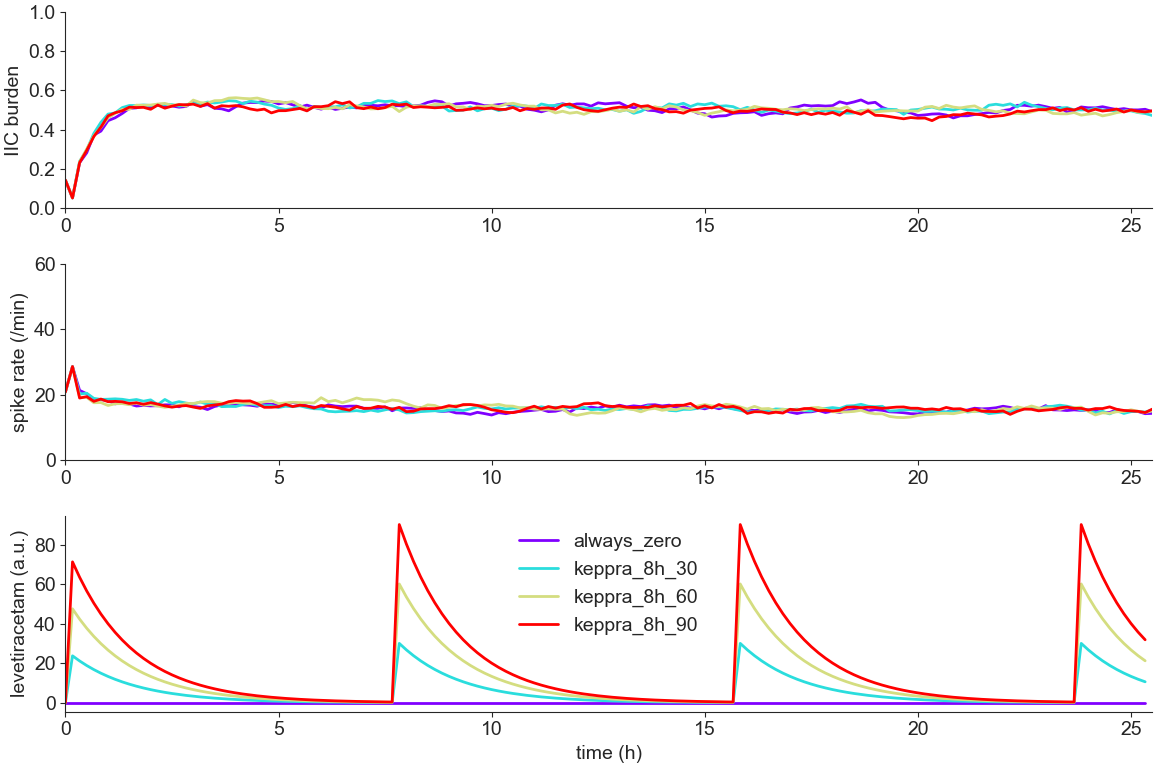 1.0
0.8
0.6
0.4
0.2
0.0
IIC burden
0 5 10 15 20 25
60
40
20
0
spike rate (/min)
0 5 10 15 20 25
80
60
40
20
0
levetiracetam (a.u.)
always_zero
keppra_8h_30
keppra_8h_60
keppra_8h_90
0 5 10 15 20 25
time (h)